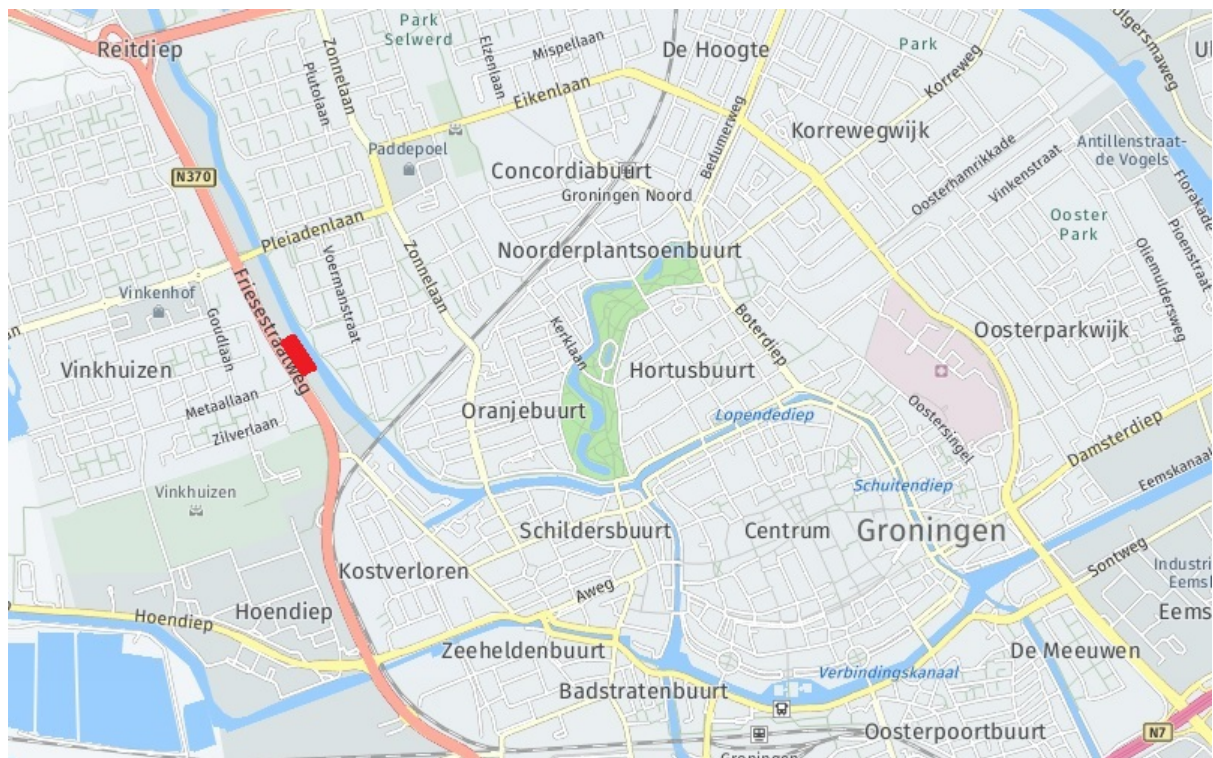 Park
Selwerd
Reitdiep
Zonnelaan
Plutolaan
Elzenlaan
Mispellaan
De Hoogte
Park
Korreweg
Eikenlaan
Bedumerweg
Korrewegwijk
Paddepoel
Concordiabuurt
Groningen Noord
Oosterhamrikkade
Vinkenstraat
Antillenstraat-
de Vogels
Florakade
N370
Pleiadenlaan
Zonnelaan
Voermanstraat
Noorderplantsoenbuurt
Ooster
Park
Pioenstraat
Oliemuldersweg
Vinkenhof
Friesestraatweg
Goudlaan
Kerklaan
Boterdiep
Oosterparkwijk
Vinkhuizen
Hortusbuurt
Metaallaan
Zilverlaan
Oranjebuurt
Lopendediep
Oostersingel
Damsterdiep
Eemskanaal
Vinkhuizen
Schuitendiep
Schildersbuurt
Centrum
Groningen
Sontweg
Kostverloren
Aweg
Hoendiep
Hoendiep
Zeeheldenbuurt
De Meeuwen
Verbindingskanaal
Badstratenbuurt
Oosterpoortbuurt
N7
Groningen